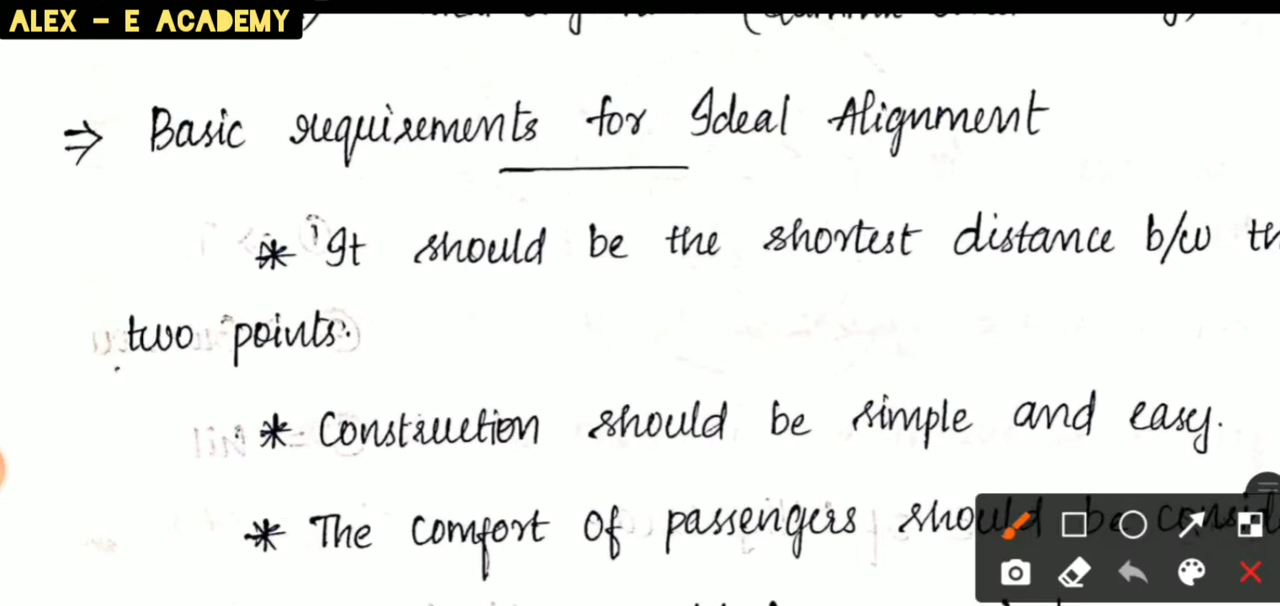 ALEX - E ACADEMY
⇒ Basic requirements for Ideal Alignment
* It should be the shortest distance b/w
two points.
* Construction should be simple and easy.
* The comfort of passengers should be